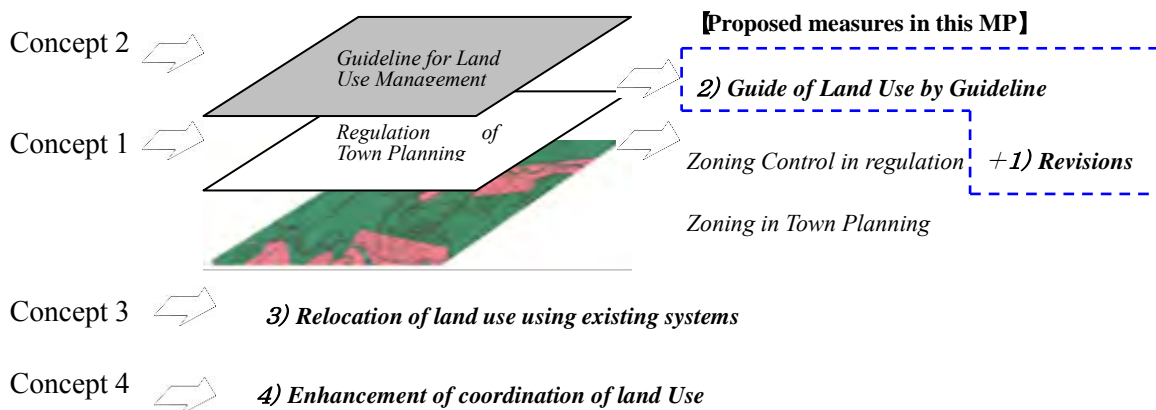 【Proposed measures in this MP】
Concept 2
Guideline for Land
Use Management
2) Guide of Land Use by Guideline
Concept 1
Regulation of
Town Planning
Zoning Control in regulation
+1) Revisions
Zoning in Town Planning
Concept 3
3) Relocation of land use using existing systems
Concept 4
4) Enhancement of coordination of land Use